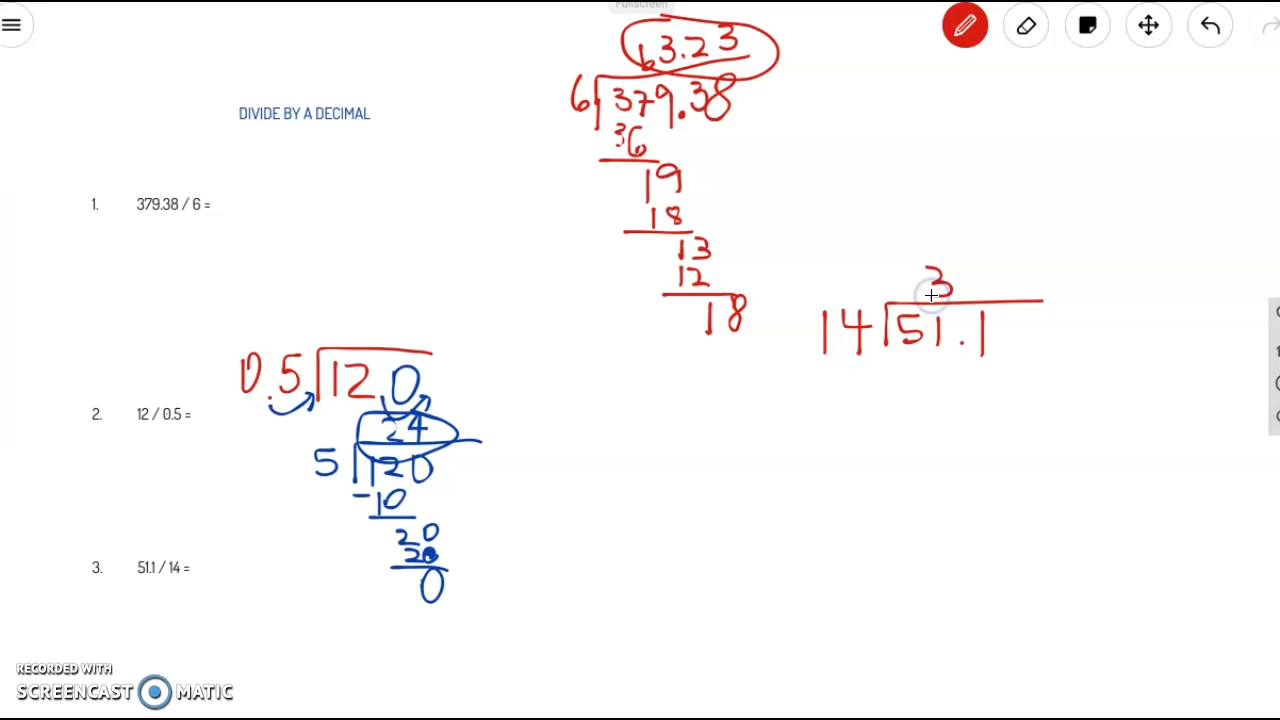 Fullscreen
DIVIDE BY A DECIMAL
1. 379.38 / 6 =
63.23
6 379.38
36
19
18
13
12
18
2. 12 / 0.5 =
0.5 12 0
24
5 120
-10
20
20
0
3. 51.1 / 14 =
3
14 51.1
RECORDED WITH
SCREENCAST MATIC